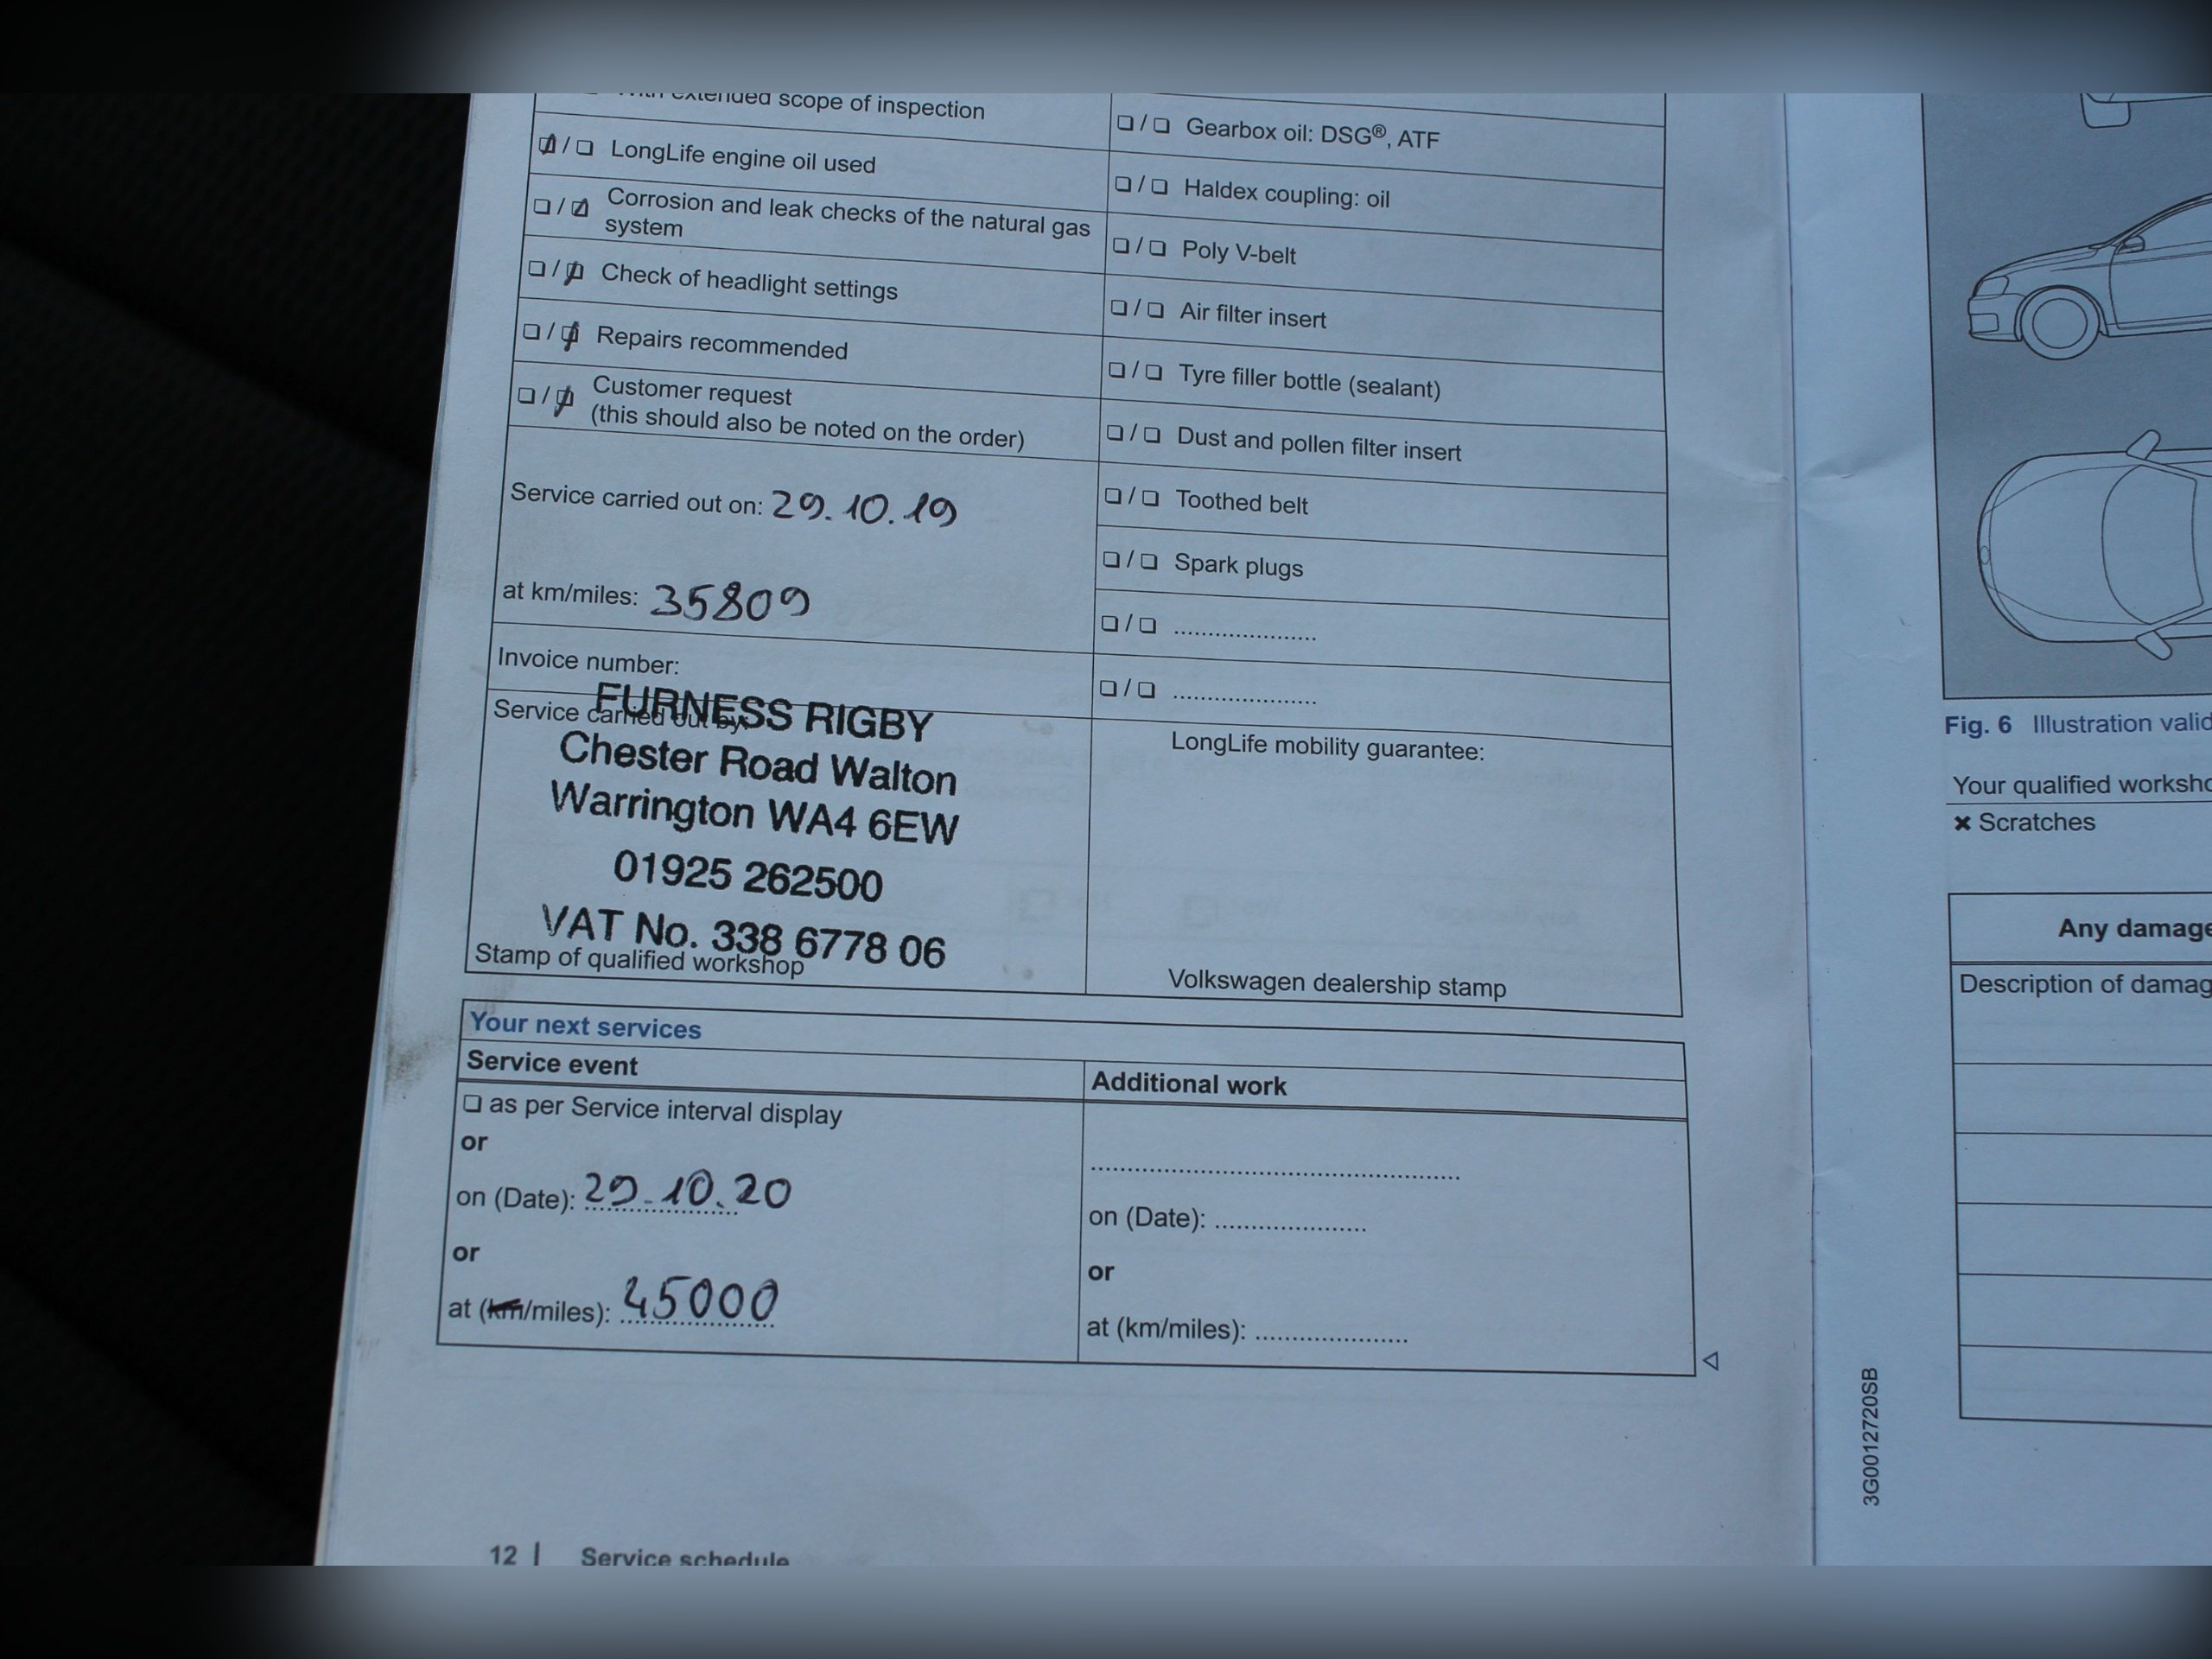 extended scope of inspection
☑ / ☐ LongLife engine oil used
☐ / ☑ Corrosion and leak checks of the natural gas
system
☐ / ☑ Check of headlight settings
☐ / ☑ Repairs recommended
☐ / ☑ Customer request
(this should also be noted on the order)
Service carried out on: 29.10.19
at km/miles: 35809
Invoice number:
Service carried out by:
FURNESS RIGBY
Chester Road Walton
Warrington WA4 6EW
01925 262500
VAT No. 338 6778 06
Stamp of qualified workshop
☐ / ☐ Gearbox oil: DSG®, ATF
☐ / ☐ Haldex coupling: oil
☐ / ☐ Poly V-belt
☐ / ☐ Air filter insert
☐ / ☐ Tyre filler bottle (sealant)
☐ / ☐ Dust and pollen filter insert
☐ / ☐ Toothed belt
☐ / ☐ Spark plugs
☐ / ☐ .....................
☐ / ☐ .....................
LongLife mobility guarantee:
Volkswagen dealership stamp
Your next services
Service event
☐ as per Service interval display
or
on (Date): 29.10.20
or
at (km/miles): 45000
Additional work
.....................................................
on (Date): ......................
or
at (km/miles): ......................
12 | Service schedule
Fig. 6 Illustration valid
Your qualified worksho
✖ Scratches
Any damage
Description of damag
3G0012720SB